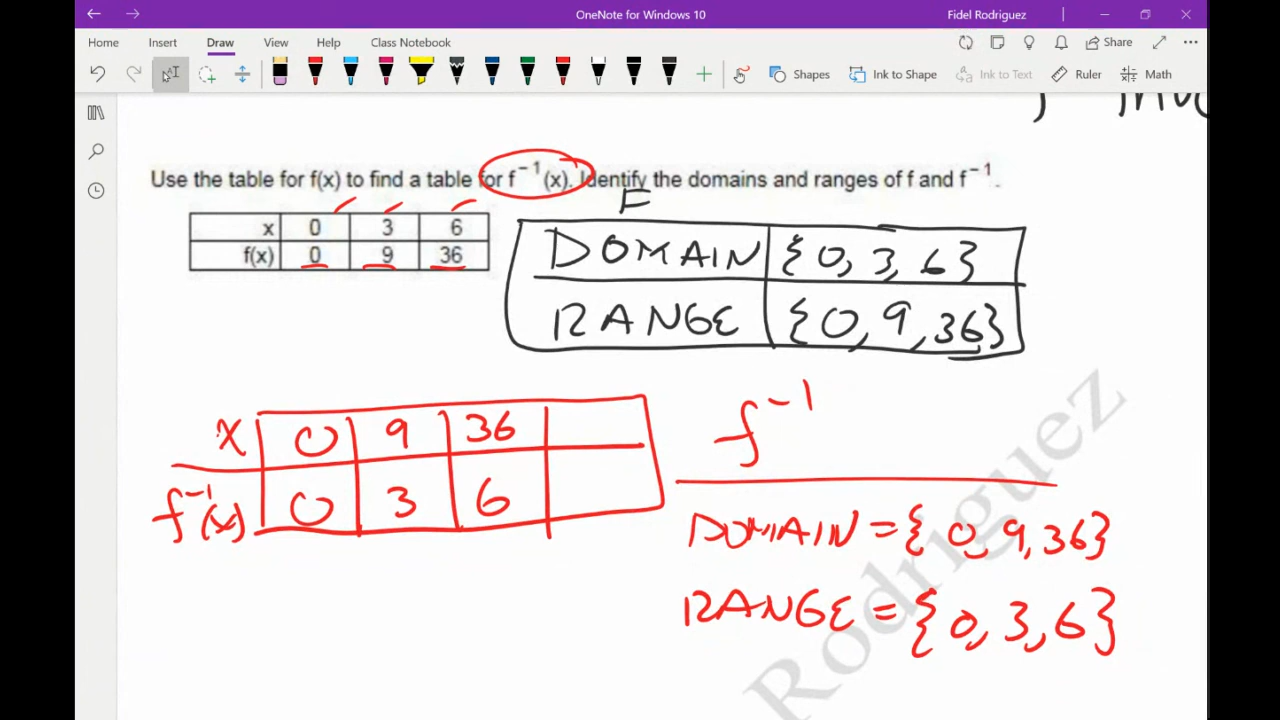 OneNote for Windows 10
Fidel Rodriguez
Home Insert Draw View Help Class Notebook
Share
Shapes Ink to Shape Ink to Text Ruler Math
Use the table for f(x) to find a table for f⁻¹(x). Identify the domains and ranges of f and f⁻¹.
F
x 0 3 6
f(x) 0 9 36
DOMAIN {0, 3, 6}
RANGE {0, 9, 36}
x 0 9 36
f⁻¹(x) 0 3 6
f⁻¹
DOMAIN = {0, 9, 36}
RANGE = {0, 3, 6}
Rodriguez